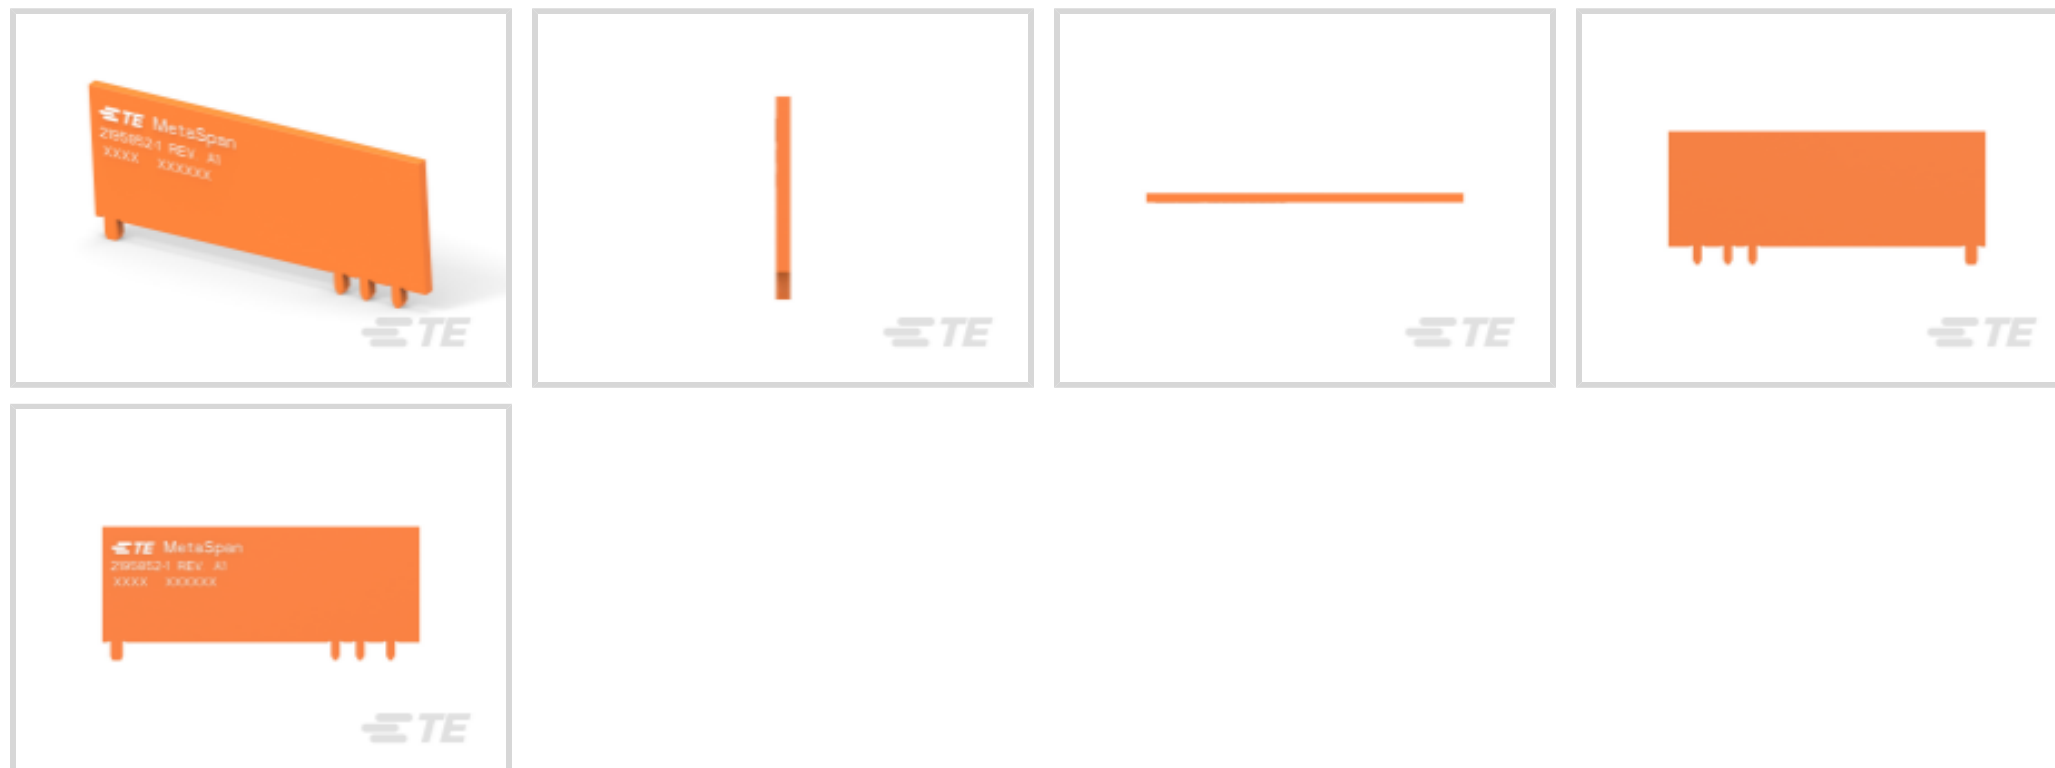 TE MetaSpan
2195852-1 REV A1
XXXX XXXXXX
TE
TE
TE
TE
TE MetaSpan
2195852-1 REV A1
XXXX XXXXXX
TE